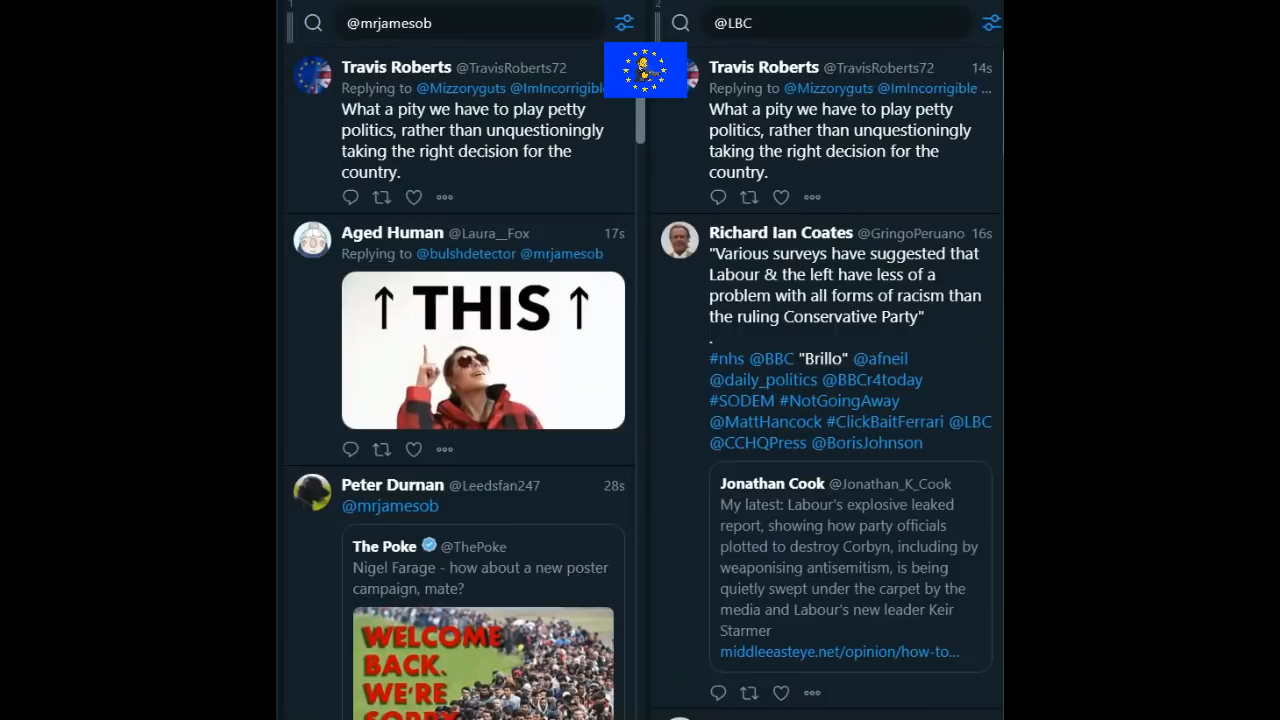 1
@mrjamesob
Travis Roberts @TravisRoberts72
Replying to @Mizzoryguts @ImIncorrigible
What a pity we have to play petty
politics, rather than unquestioningly
taking the right decision for the
country.
Aged Human @Laura__Fox 17s
Replying to @bulshdetector @mrjamesob
↑ THIS ↑
Peter Durnan @Leedsfan247 28s
@mrjamesob
The Poke @ThePoke
Nigel Farage - how about a new poster
campaign, mate?
WELCOME
BACK.
WE'RE
SORRY
2
@LBC
Travis Roberts @TravisRoberts72 14s
Replying to @Mizzoryguts @ImIncorrigible ...
What a pity we have to play petty
politics, rather than unquestioningly
taking the right decision for the
country.
Richard Ian Coates @GringoPeruano 16s
"Various surveys have suggested that
Labour & the left have less of a
problem with all forms of racism than
the ruling Conservative Party"
.
#nhs @BBC "Brillo" @afneil
@daily_politics @BBCr4today
#SODEM #NotGoingAway
@MattHancock #ClickBaitFerrari @LBC
@CCHQPress @BorisJohnson
Jonathan Cook @Jonathan_K_Cook
My latest: Labour's explosive leaked
report, showing how party officials
plotted to destroy Corbyn, including by
weaponising antisemitism, is being
quietly swept under the carpet by the
media and Labour's new leader Keir
Starmer
middleeasteye.net/opinion/how-to...